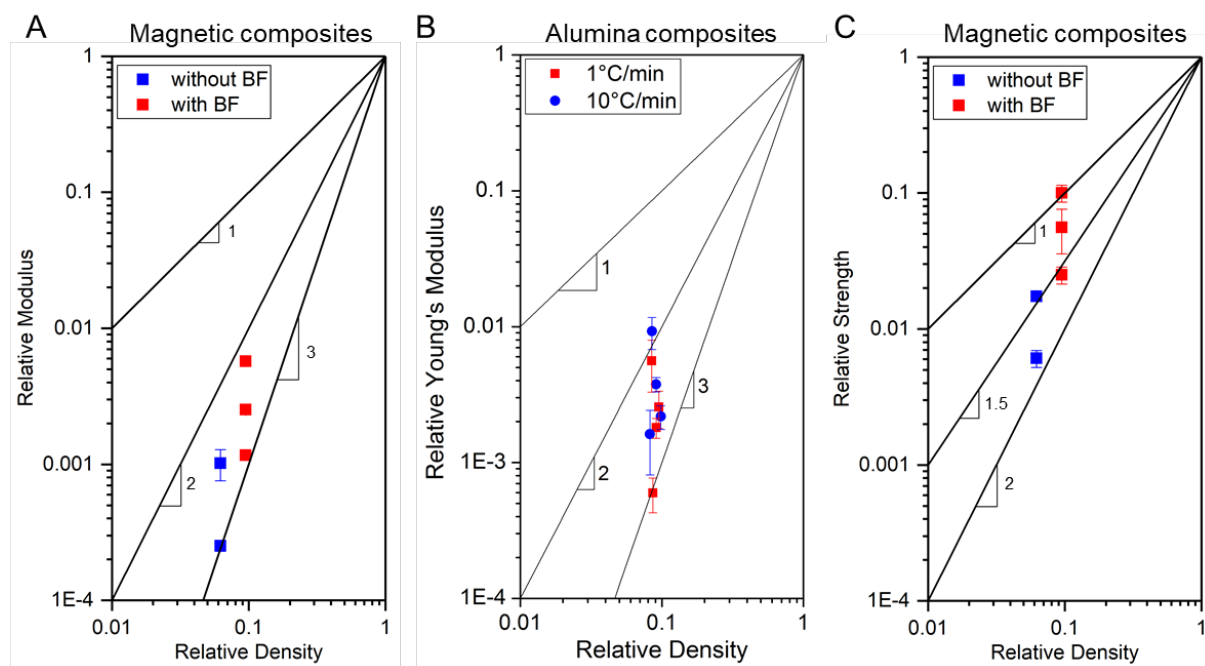 A
Magnetic composites
without BF
with BF
1
0.1
0.01
0.001
1E-4
0.01
0.1
1
1
2
3
Relative Modulus
Relative Density
B
Alumina composites
1°C/min
10°C/min
1
0.1
0.01
1E-3
1E-4
0.01
0.1
1
1
2
3
Relative Young's Modulus
Relative Density
C
Magnetic composites
without BF
with BF
1
0.1
0.01
0.001
1E-4
0.01
0.1
1
1
1.5
2
Relative Strength
Relative Density